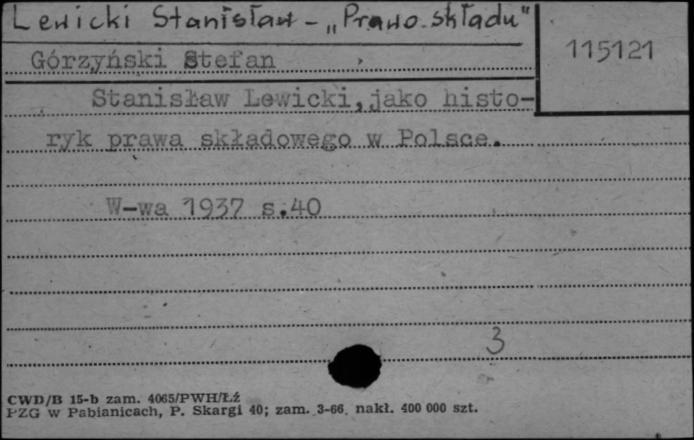 Lewicki Stanisław - „Prawo składu"
115121
Górzyński Stefan
Stanisław Lewicki, jako histo-
ryk prawa składowego w Polsce.
W-wa 1937 s.40
3
CWD/B 15-b zam. 4065/PWH/Łź
PZG w Pabianicach, P. Skargi 40; zam. 3-66. nakł. 400 000 szt.